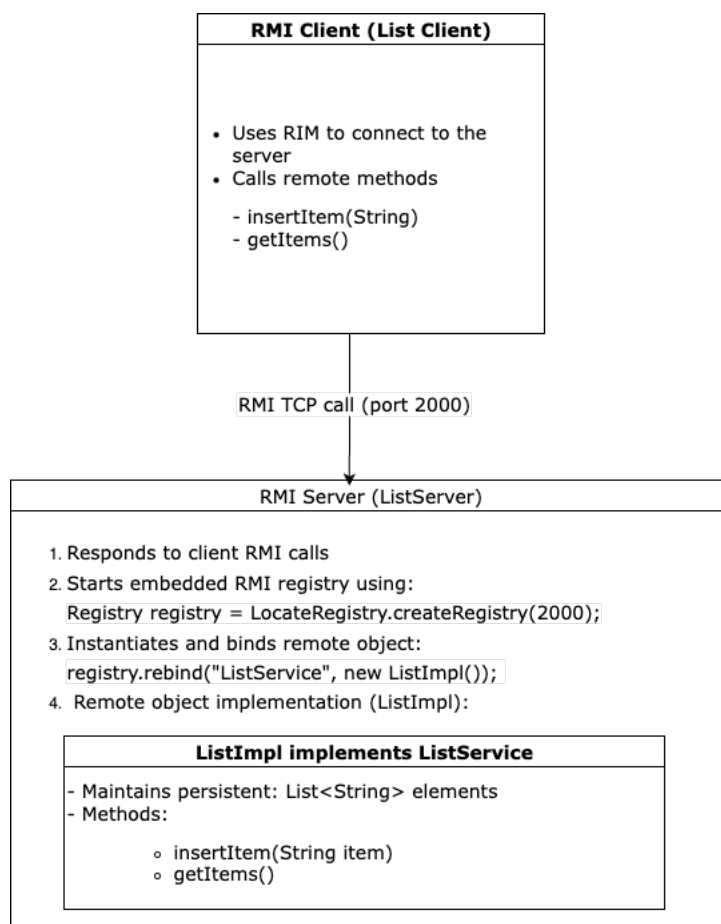 RMI Client (List Client)
• Uses RIM to connect to the
server
• Calls remote methods
- insertItem(String)
- getItems()
RMI TCP call (port 2000)
RMI Server (ListServer)
1. Responds to client RMI calls
2. Starts embedded RMI registry using:
Registry registry = LocateRegistry.createRegistry(2000);
3. Instantiates and binds remote object:
registry.rebind("ListService", new ListImpl());
4. Remote object implementation (ListImpl):
ListImpl implements ListService
- Maintains persistent: List<String> elements
- Methods:
∘ insertItem(String item)
∘ getItems()